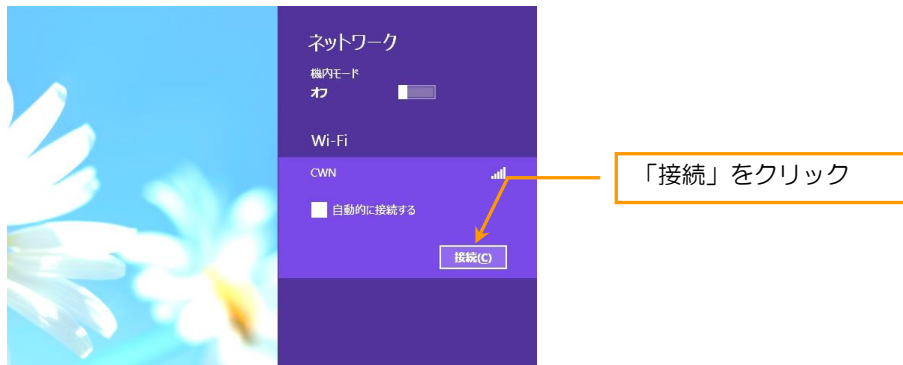 ネットワーク
機内モード
オフ
Wi-Fi
CWN
自動的に接続する
接続(C)
「接続」をクリック